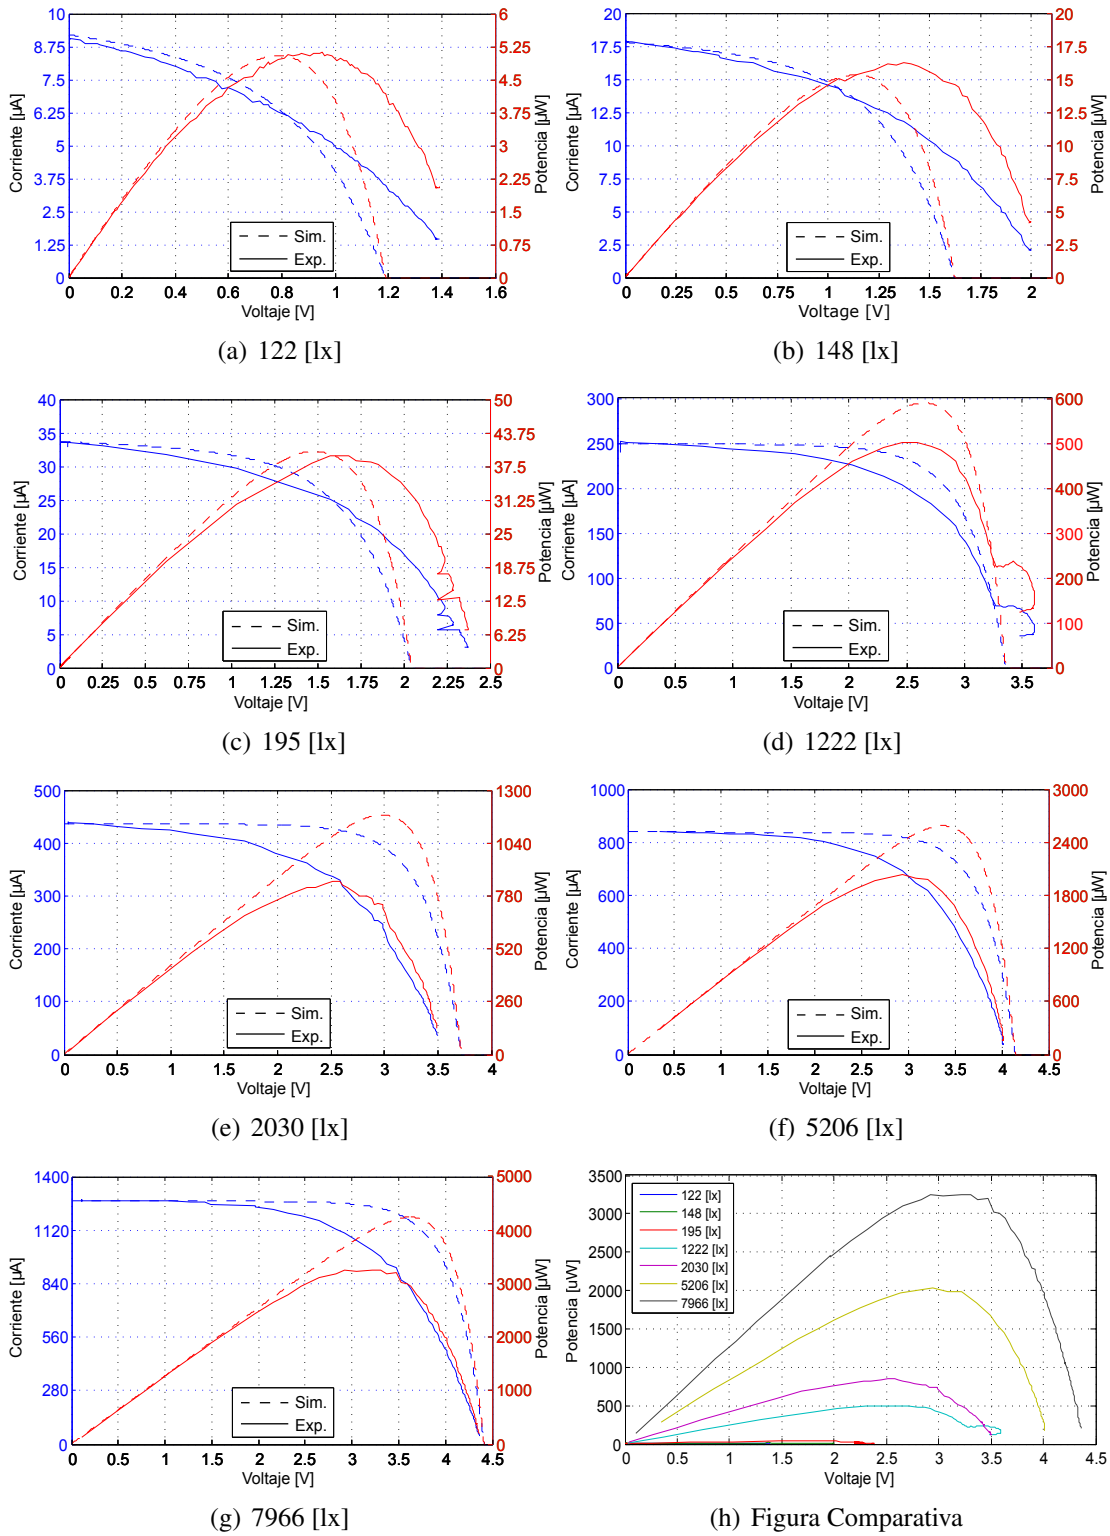 10
8.75
7.5
6.25
5
3.75
2.5
1.25
0
Corriente [µA]
6
5.25
4.5
3.75
3
2.25
1.5
0.75
0
Potencia [µW]
0 0.2 0.4 0.6 0.8 1 1.2 1.4 1.6
Voltaje [V]
Sim.
Exp.
(a) 122 [lx]
20
17.5
15
12.5
10
7.5
5
2.5
0
Corriente [µA]
20
17.5
15
12.5
10
7.5
5
2.5
0
Potencia [µW]
0 0.25 0.5 0.75 1 1.25 1.5 1.75 2
Voltage [V]
Sim.
Exp.
(b) 148 [lx]
40
35
30
25
20
15
10
5
0
Corriente [µA]
50
43.75
37.5
31.25
25
18.75
12.5
6.25
0
Potencia [µW]
0 0.25 0.5 0.75 1 1.25 1.5 1.75 2 2.25 2.5
Voltaje [V]
Sim.
Exp.
(c) 195 [lx]
300
250
200
150
100
50
0
Corriente [µA]
600
500
400
300
200
100
0
Potencia [µW]
0 0.5 1 1.5 2 2.5 3 3.5
Voltaje [V]
Sim.
Exp.
(d) 1222 [lx]
500
400
300
200
100
0
Corriente [µA]
1300
1040
780
520
260
0
Potencia [µW]
0 0.5 1 1.5 2 2.5 3 3.5 4
Voltaje [V]
Sim.
Exp.
(e) 2030 [lx]
1000
800
600
400
200
0
Corriente [µA]
3000
2400
1800
1200
600
0
Potencia [µW]
0 0.5 1 1.5 2 2.5 3 3.5 4 4.5
Voltaje [V]
Sim.
Exp.
(f) 5206 [lx]
1400
1120
840
560
280
0
Corriente [µA]
5000
4000
3000
2000
1000
0
Potencia [µW]
0 0.5 1 1.5 2 2.5 3 3.5 4 4.5
Voltaje [V]
Sim.
Exp.
(g) 7966 [lx]
3500
3000
2500
2000
1500
1000
500
0
Potencia [uW]
122 [lx]
148 [lx]
195 [lx]
1222 [lx]
2030 [lx]
5206 [lx]
7966 [lx]
0 0.5 1 1.5 2 2.5 3 3.5 4 4.5
Voltaje [V]
(h) Figura Comparativa